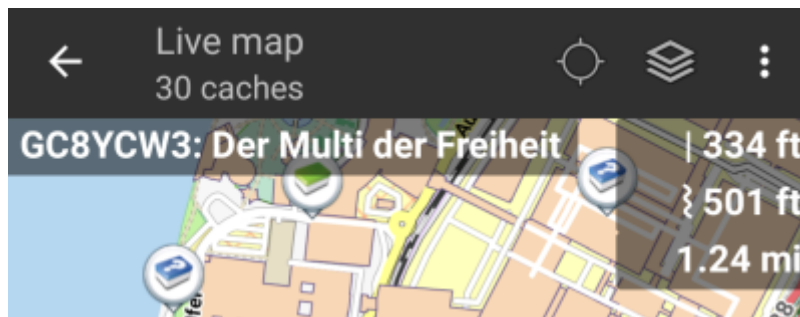 Live map
30 caches
GC8YCW3: Der Multi der Freiheit
| 334 ft
⌇ 501 ft
1.24 mi